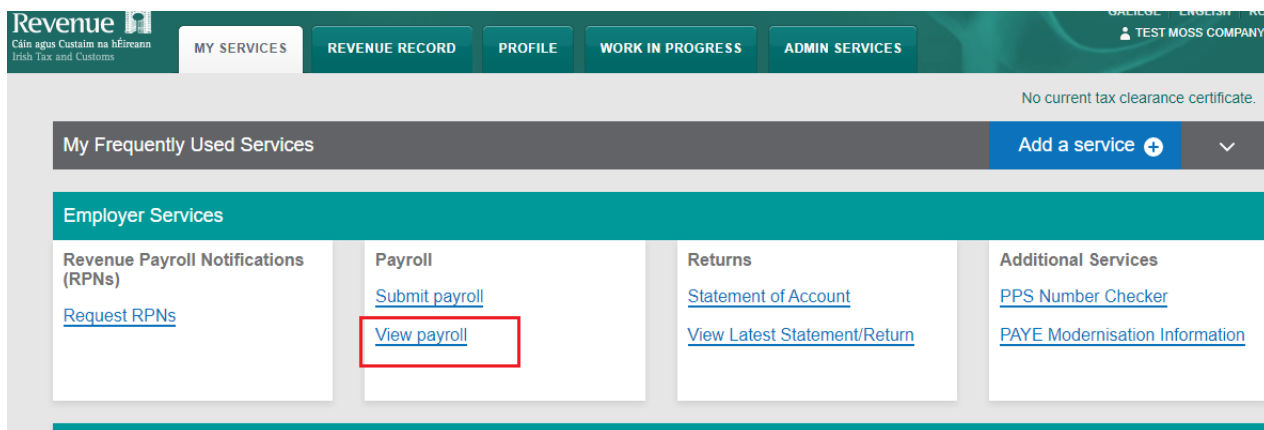 GAEILGE ENGLISH
Revenue
Cáin agus Custaim na hÉireann
Irish Tax and Customs
MY SERVICES
REVENUE RECORD
PROFILE
WORK IN PROGRESS
ADMIN SERVICES
TEST MOSS COMPANY
No current tax clearance certificate.
My Frequently Used Services
Add a service
Employer Services
Revenue Payroll Notifications
(RPNs)
Request RPNs
Payroll
Submit payroll
View payroll
Returns
Statement of Account
View Latest Statement/Return
Additional Services
PPS Number Checker
PAYE Modernisation Information